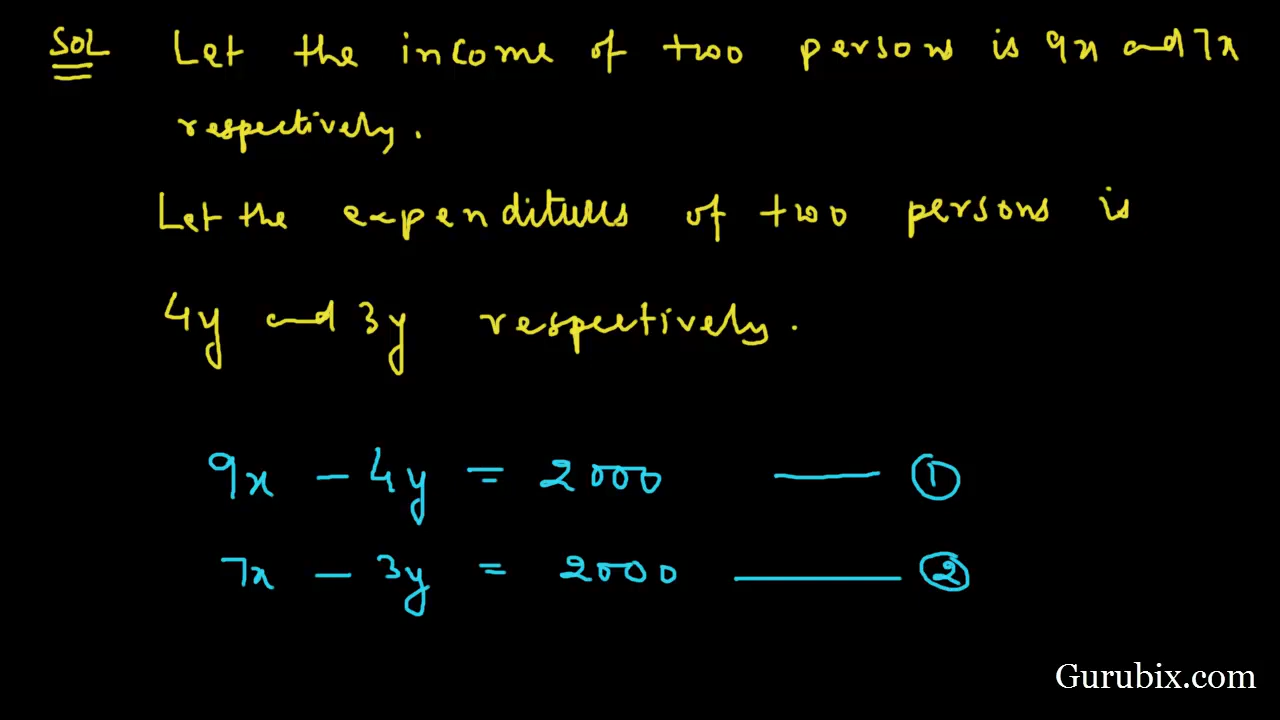 Sol Let the income of two persons is 9x and 7x
respectively.
Let the expenditures of two persons is
4y and 3y respectively.
9x - 4y = 2000 —— ①
7x - 3y = 2000 —— ②
Gurubix.com